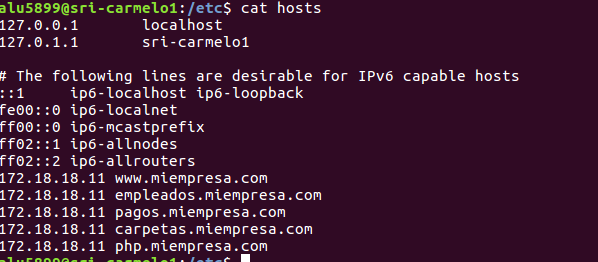 alu5899@sri-carmelo1:/etc$ cat hosts
127.0.0.1 localhost
127.0.1.1 sri-carmelo1
# The following lines are desirable for IPv6 capable hosts
::1 ip6-localhost ip6-loopback
fe00::0 ip6-localnet
ff00::0 ip6-mcastprefix
ff02::1 ip6-allnodes
ff02::2 ip6-allrouters
172.18.18.11 www.miempresa.com
172.18.18.11 empleados.miempresa.com
172.18.18.11 pagos.miempresa.com
172.18.18.11 carpetas.miempresa.com
172.18.18.11 php.miempresa.com
alu5899@sri-carmelo1:/etc$